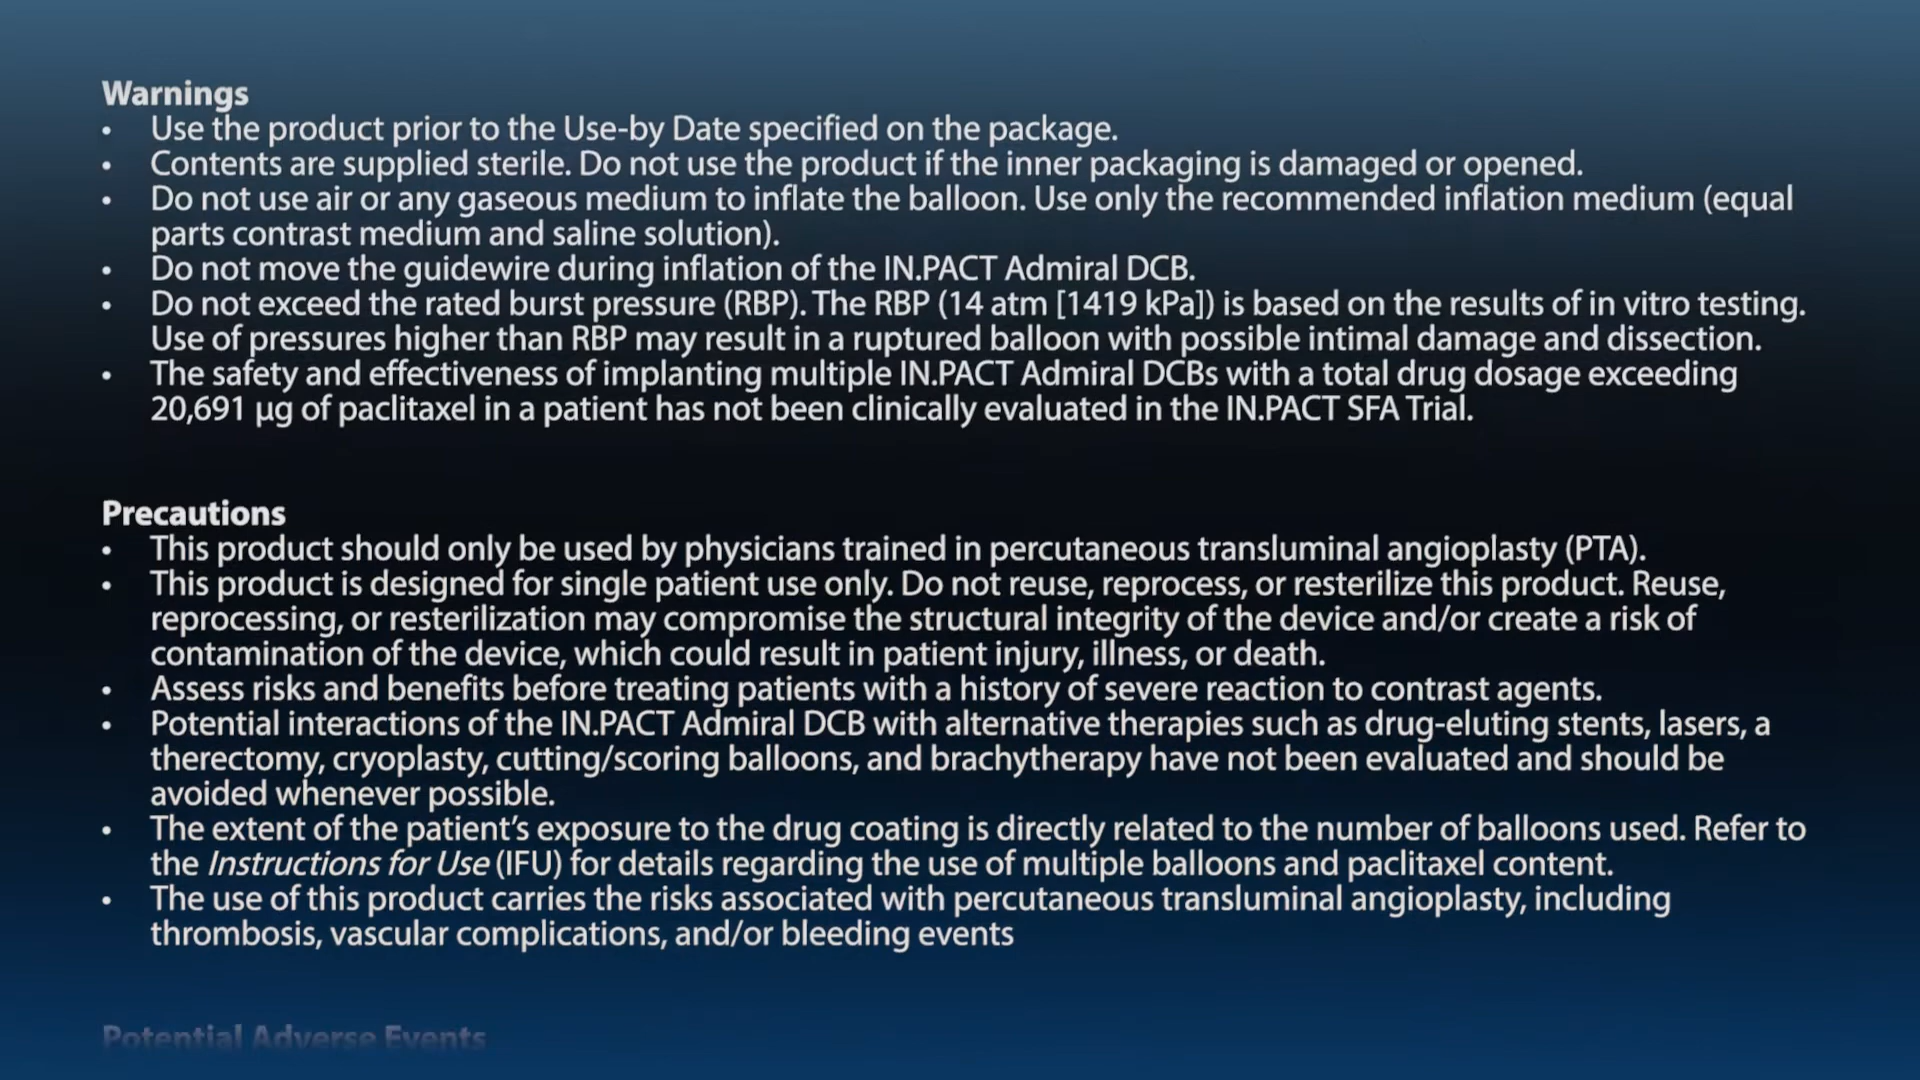 Warnings
• Use the product prior to the Use-by Date specified on the package.
• Contents are supplied sterile. Do not use the product if the inner packaging is damaged or opened.
• Do not use air or any gaseous medium to inflate the balloon. Use only the recommended inflation medium (equal
parts contrast medium and saline solution).
• Do not move the guidewire during inflation of the IN.PACT Admiral DCB.
• Do not exceed the rated burst pressure (RBP). The RBP (14 atm [1419 kPa]) is based on the results of in vitro testing.
Use of pressures higher than RBP may result in a ruptured balloon with possible intimal damage and dissection.
• The safety and effectiveness of implanting multiple IN.PACT Admiral DCBs with a total drug dosage exceeding
20,691 μg of paclitaxel in a patient has not been clinically evaluated in the IN.PACT SFA Trial.
Precautions
• This product should only be used by physicians trained in percutaneous transluminal angioplasty (PTA).
• This product is designed for single patient use only. Do not reuse, reprocess, or resterilize this product. Reuse,
reprocessing, or resterilization may compromise the structural integrity of the device and/or create a risk of
contamination of the device, which could result in patient injury, illness, or death.
• Assess risks and benefits before treating patients with a history of severe reaction to contrast agents.
• Potential interactions of the IN.PACT Admiral DCB with alternative therapies such as drug-eluting stents, lasers, a
therectomy, cryoplasty, cutting/scoring balloons, and brachytherapy have not been evaluated and should be
avoided whenever possible.
• The extent of the patient’s exposure to the drug coating is directly related to the number of balloons used. Refer to
the Instructions for Use (IFU) for details regarding the use of multiple balloons and paclitaxel content.
• The use of this product carries the risks associated with percutaneous transluminal angioplasty, including
thrombosis, vascular complications, and/or bleeding events
Potential Adverse Events